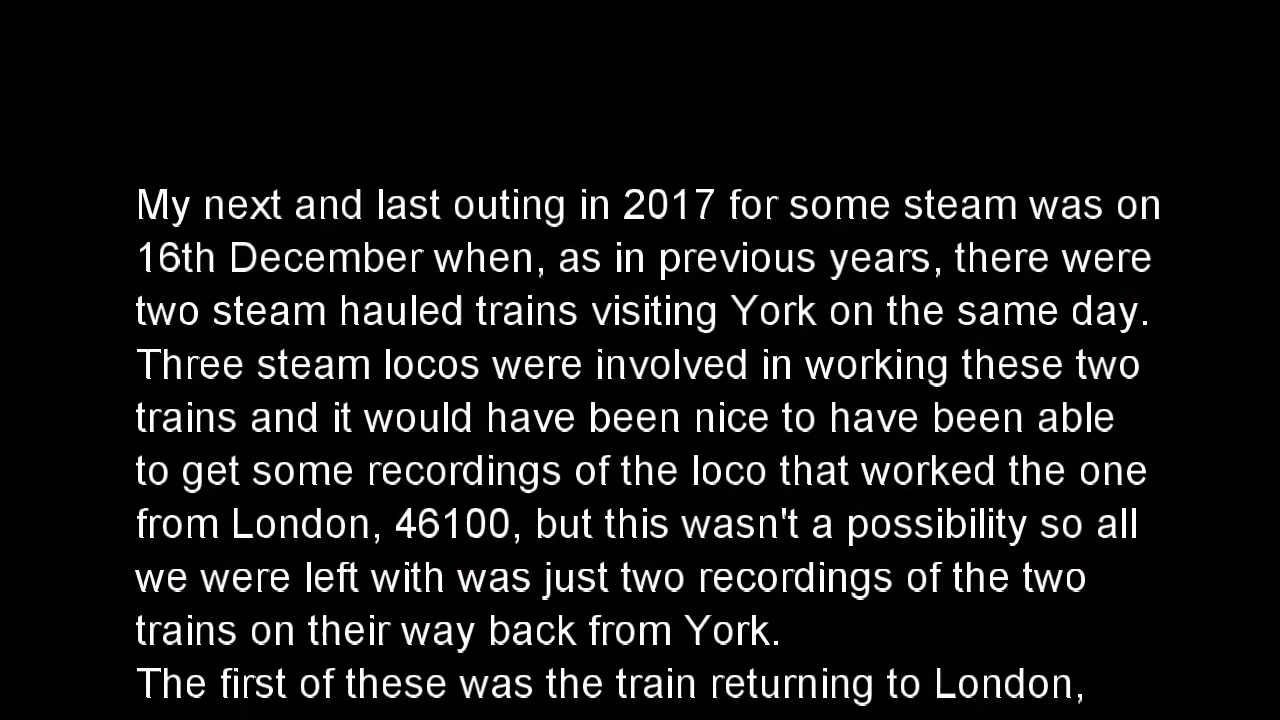 My next and last outing in 2017 for some steam was on
16th December when, as in previous years, there were
two steam hauled trains visiting York on the same day.
Three steam locos were involved in working these two
trains and it would have been nice to have been able
to get some recordings of the loco that worked the one
from London, 46100, but this wasn't a possibility so all
we were left with was just two recordings of the two
trains on their way back from York.
The first of these was the train returning to London,